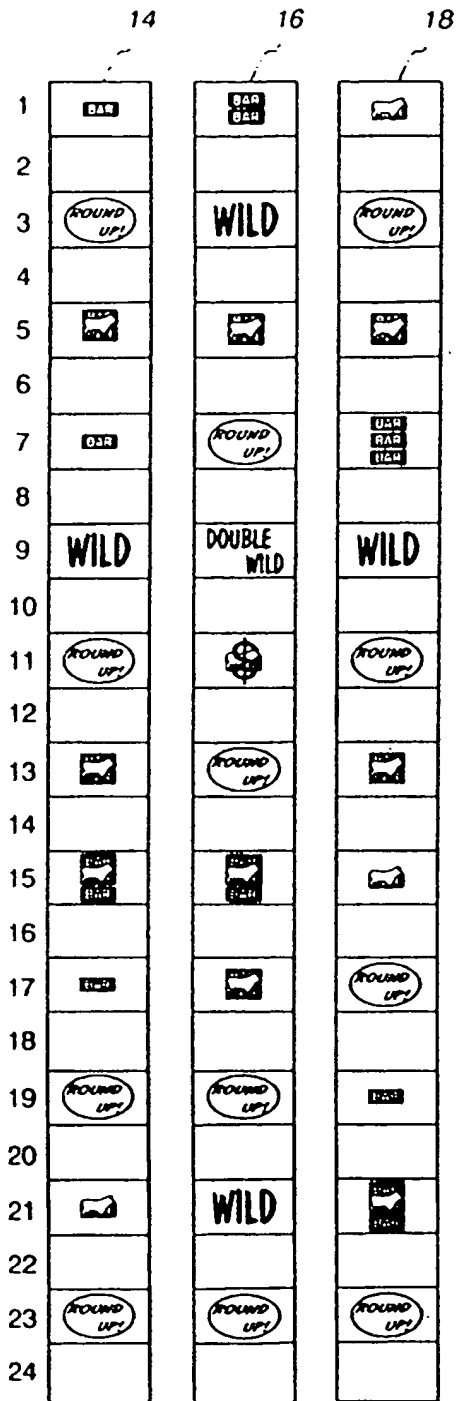 14 16 18
1 BAR BAR
BAR
2
3 ROUND UP! WILD ROUND UP!
4
5
6
7 BAR ROUND UP! BAR
BAR
BAR
8
9 WILD DOUBLE WILD WILD
10
11 ROUND UP! ROUND UP!
12
13 ROUND UP!
14
15 BAR BAR
16
17 BAR ROUND UP!
18
19 ROUND UP! ROUND UP! BAR
20
21 WILD BAR
22
23 ROUND UP! ROUND UP! ROUND UP!
24